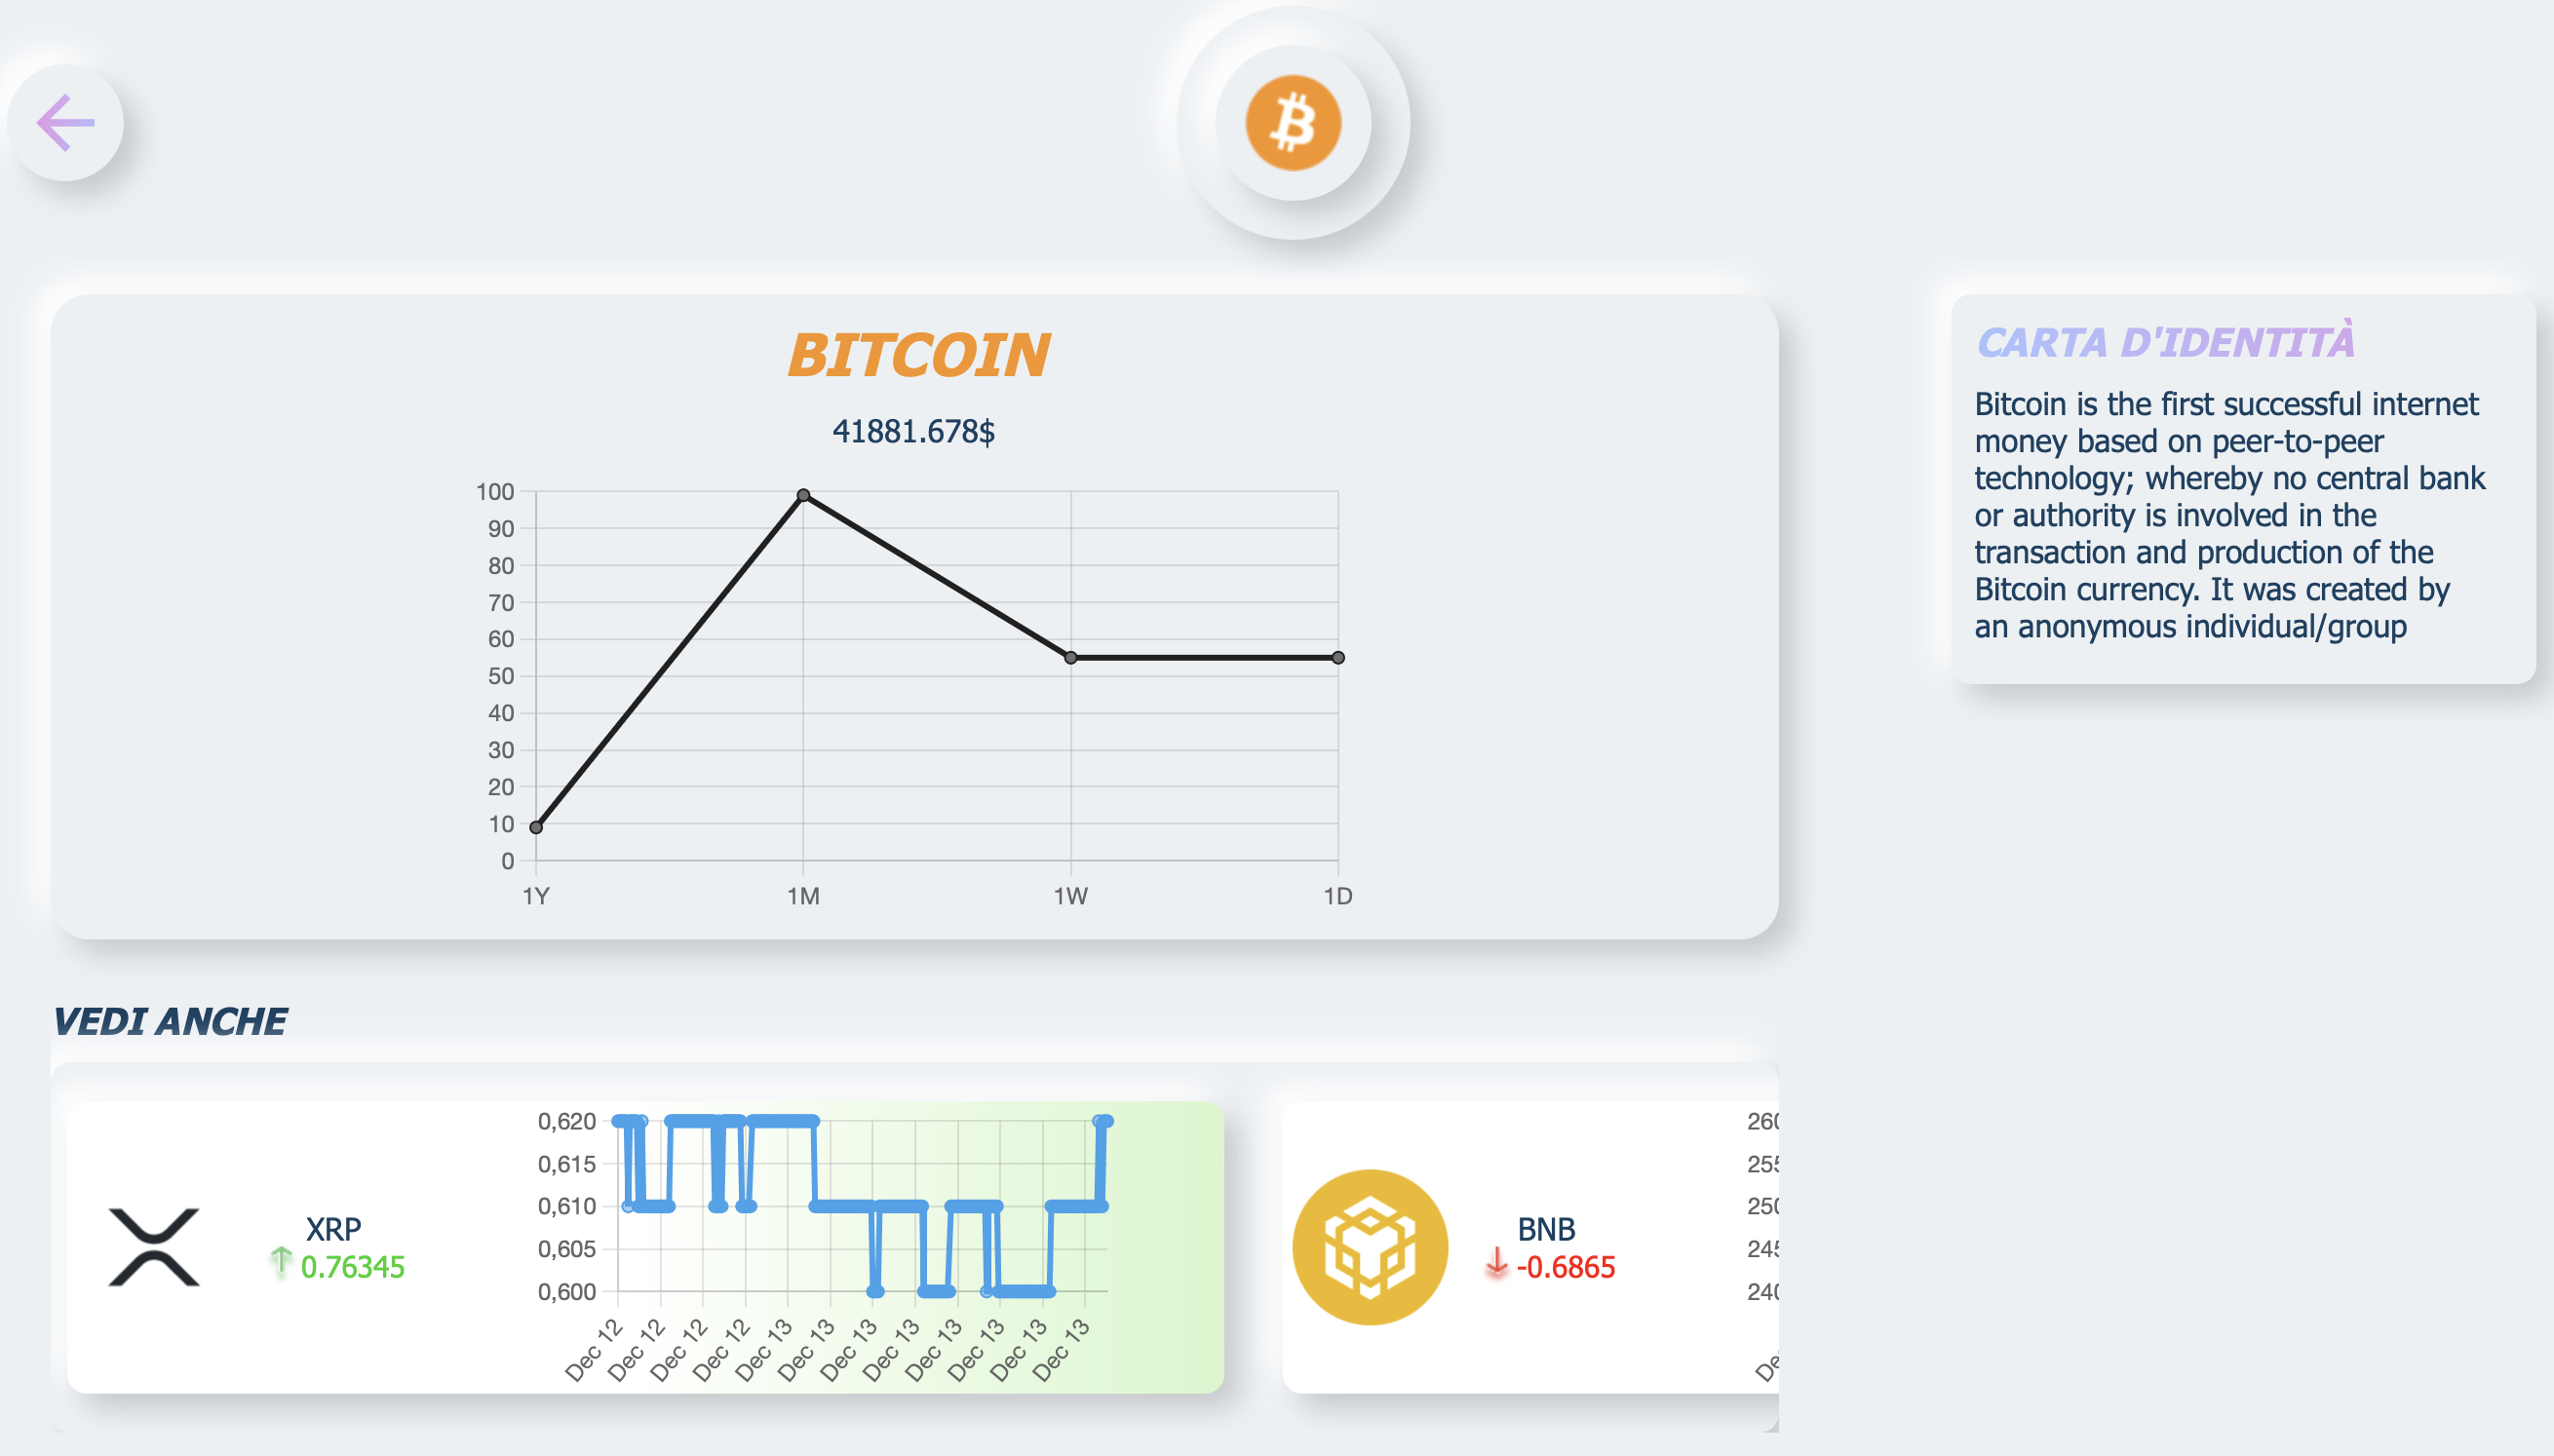 BITCOIN
41881.678$
100
90
80
70
60
50
40
30
20
10
0
1Y
1M
1W
1D
CARTA D'IDENTITÀ
Bitcoin is the first successful internet
money based on peer-to-peer
technology; whereby no central bank
or authority is involved in the
transaction and production of the
Bitcoin currency. It was created by
an anonymous individual/group
VEDI ANCHE
XRP
0.76345
0,620
0,615
0,610
0,605
0,600
Dec 12
Dec 12
Dec 12
Dec 12
Dec 13
Dec 13
Dec 13
Dec 13
Dec 13
Dec 13
Dec 13
Dec 13
BNB
-0.6865
260
255
250
245
240